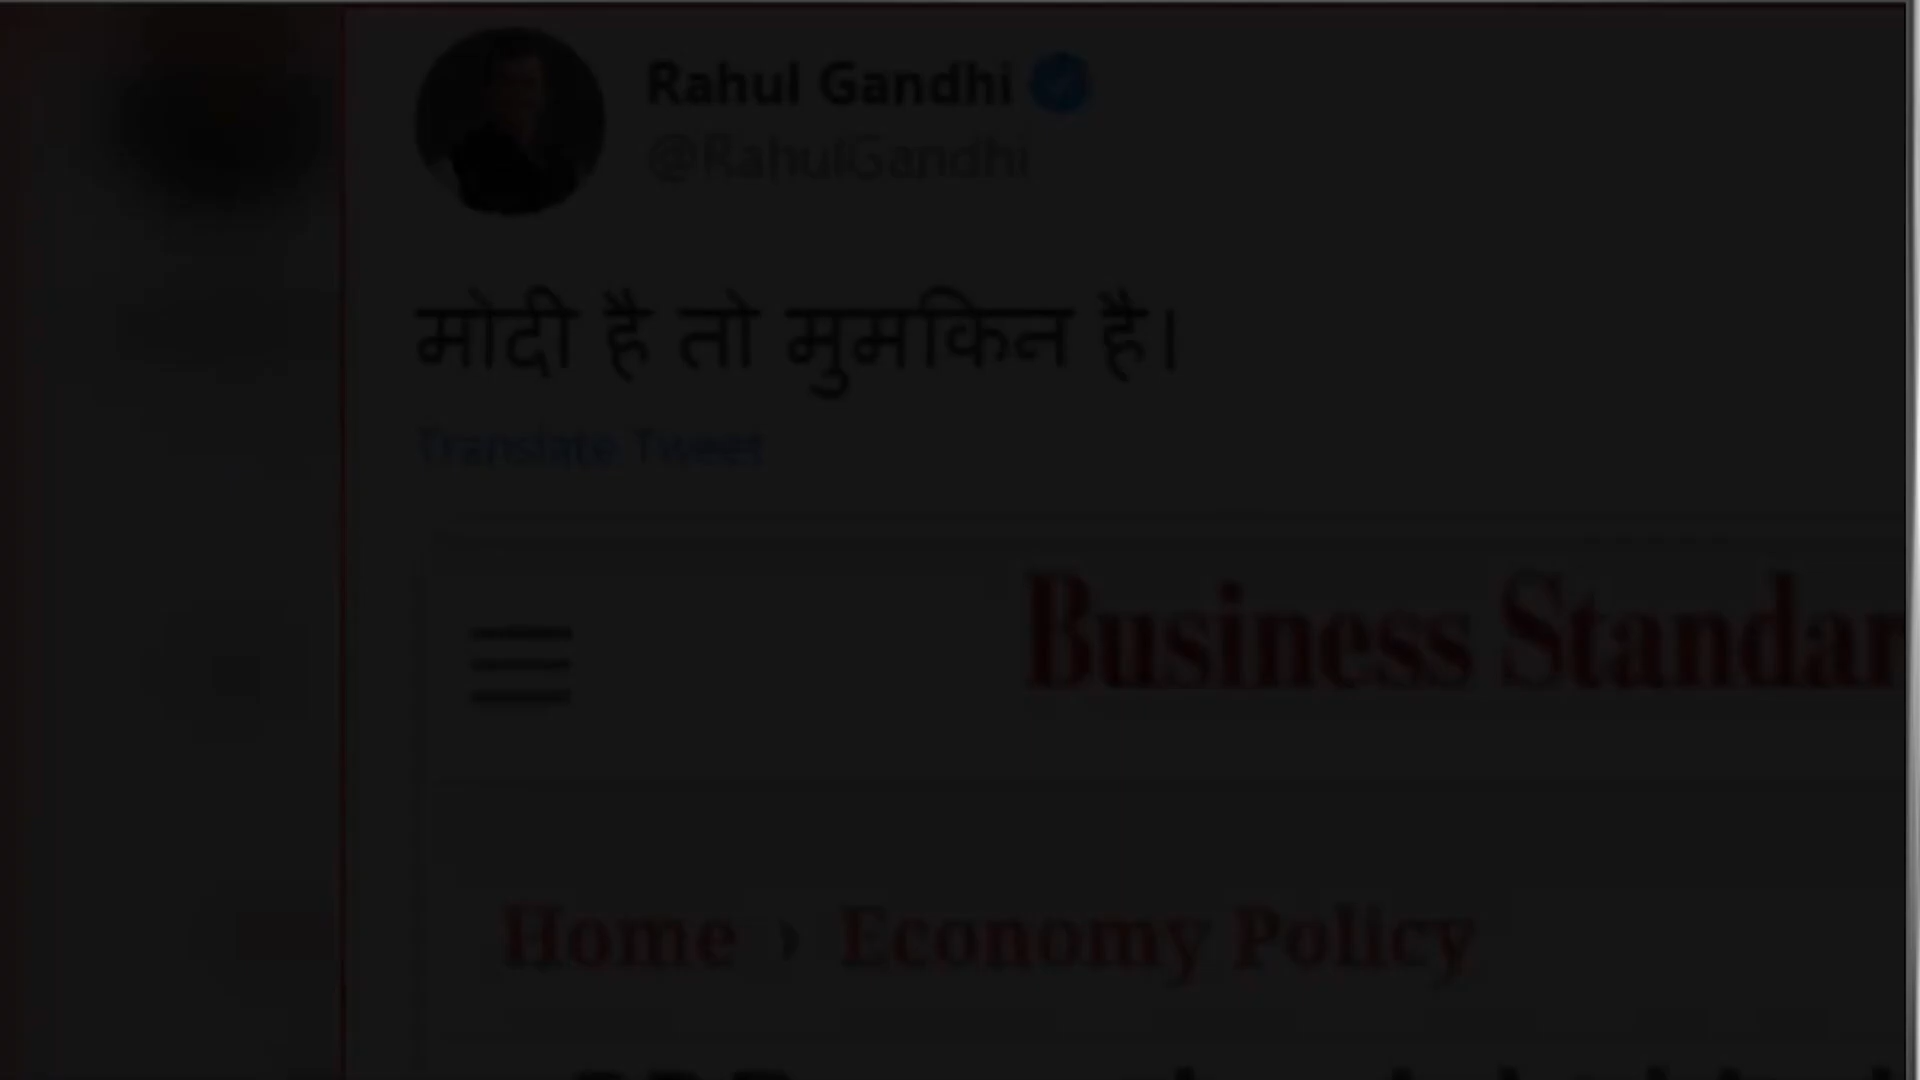 Rahul Gandhi
@RahulGandhi
मोदी है तो मुमकिन है।
Translate Tweet
Business Standar
Home › Economy Policy